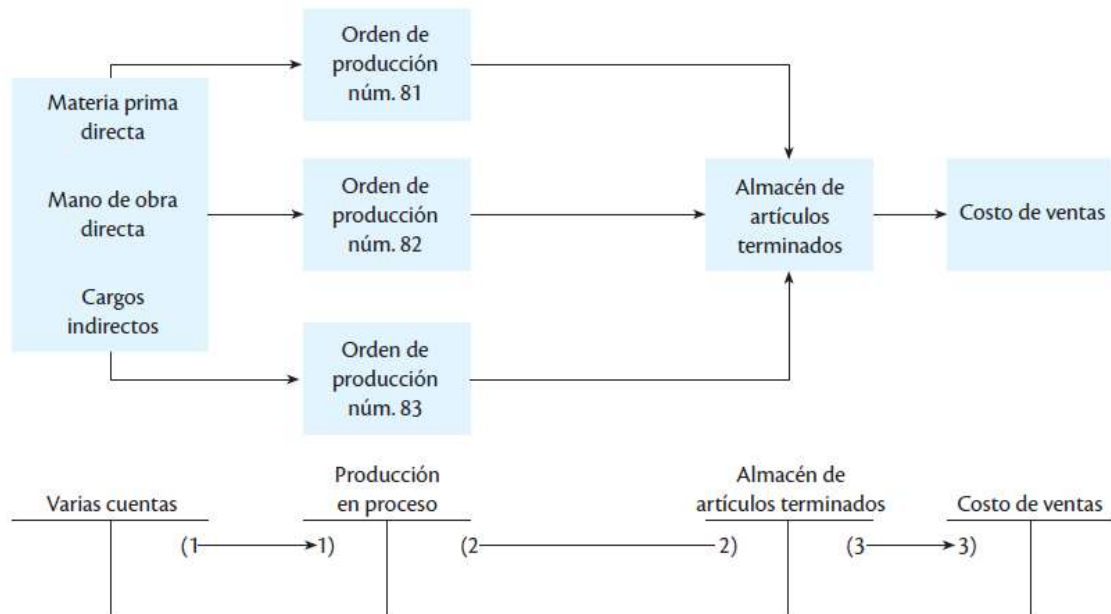 Materia prima
directa
Mano de obra
directa
Cargos
indirectos
Orden de
producción
núm. 81
Orden de
producción
núm. 82
Orden de
producción
núm. 83
Almacén de
artículos
terminados
Costo de ventas
Varias cuentas
Producción
en proceso
Almacén de
artículos terminados
Costo de ventas
(1 1) (2 2) (3 3)